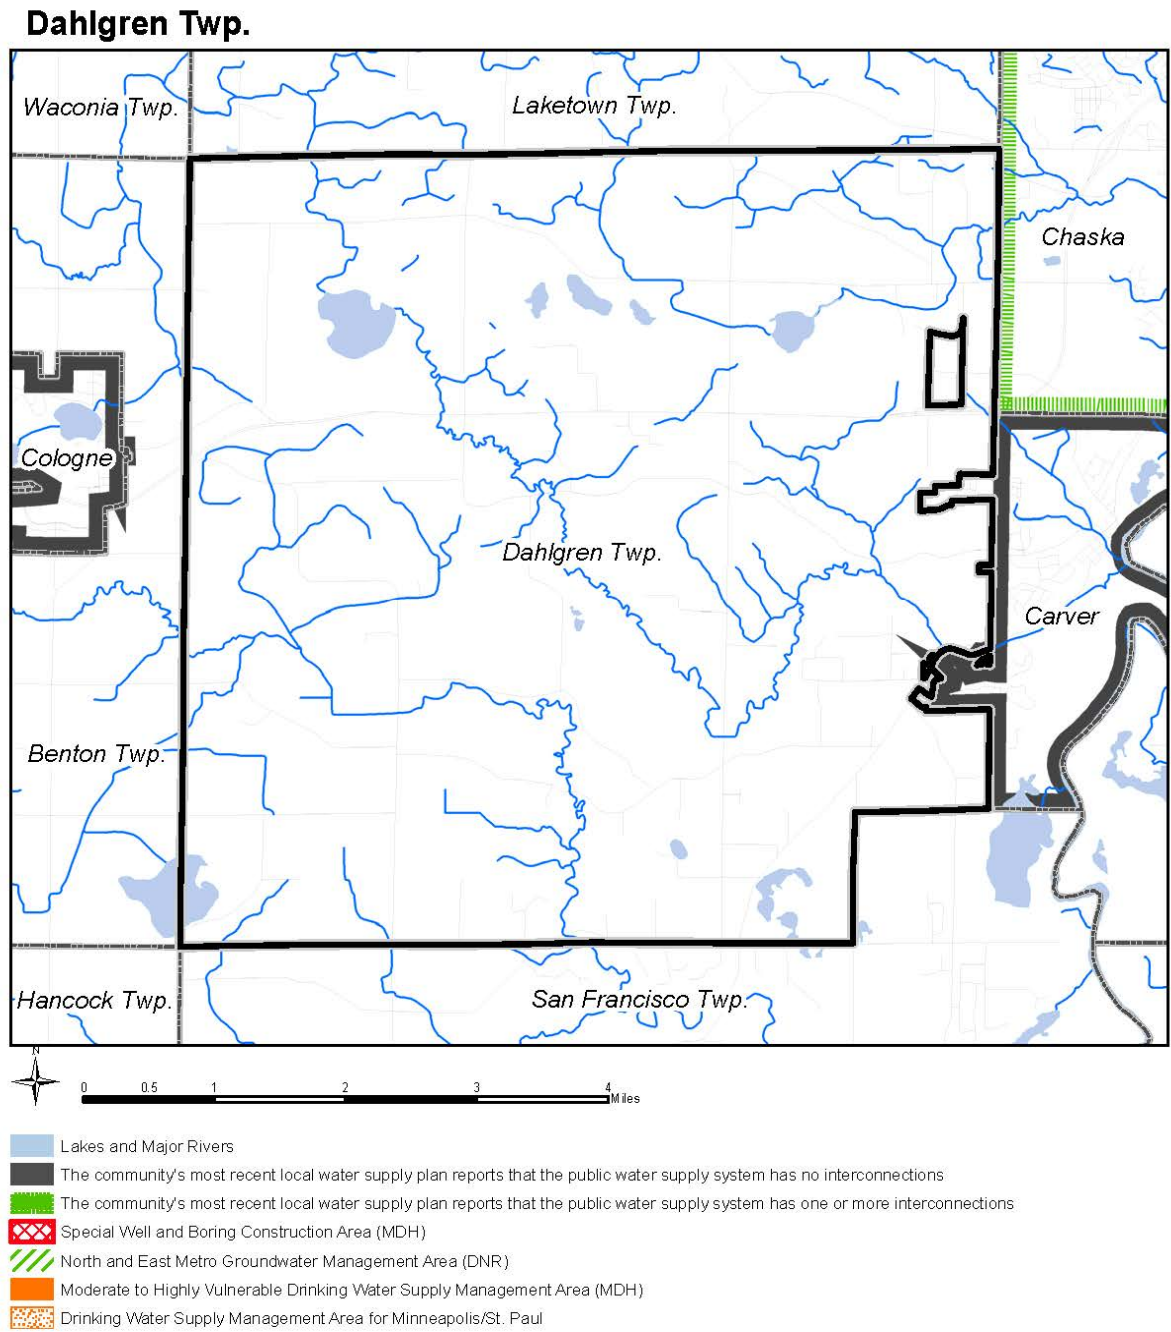 Dahlgren Twp.
Waconia Twp.
Laketown Twp.
Chaska
Cologne
Dahlgren Twp.
Carver
Benton Twp.
Hancock Twp.
San Francisco Twp.
N
0 0.5 1 2 3 4
Miles
Lakes and Major Rivers
The community's most recent local water supply plan reports that the public water supply system has no interconnections
The community's most recent local water supply plan reports that the public water supply system has one or more interconnections
Special Well and Boring Construction Area (MDH)
North and East Metro Groundwater Management Area (DNR)
Moderate to Highly Vulnerable Drinking Water Supply Management Area (MDH)
Drinking Water Supply Management Area for Minneapolis/St. Paul